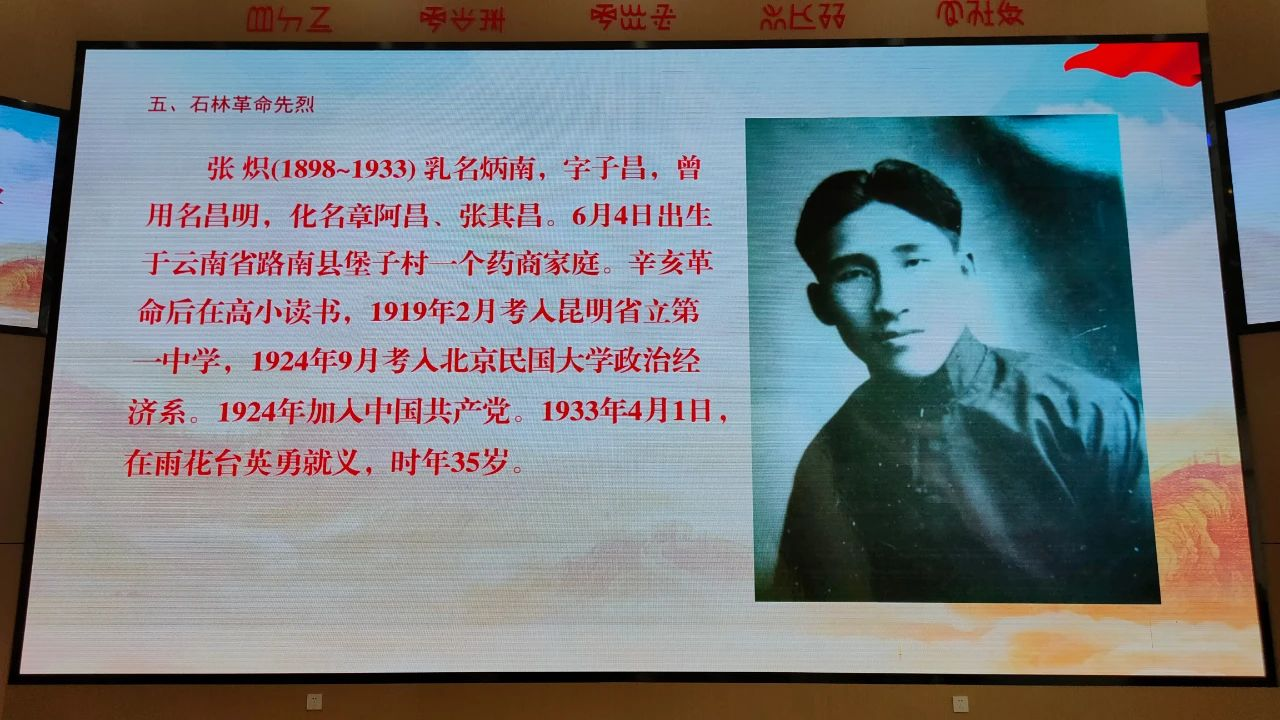 五、石林革命先烈
张 炽(1898~1933) 乳名炳南，字子昌，曾
用名昌明，化名章阿昌、张其昌。6月4日出生
于云南省路南县堡子村一个药商家庭。辛亥革
命后在高小读书，1919年2月考入昆明省立第
一中学，1924年9月考入北京民国大学政治经
济系。1924年加入中国共产党。1933年4月1日，
在雨花台英勇就义，时年35岁。